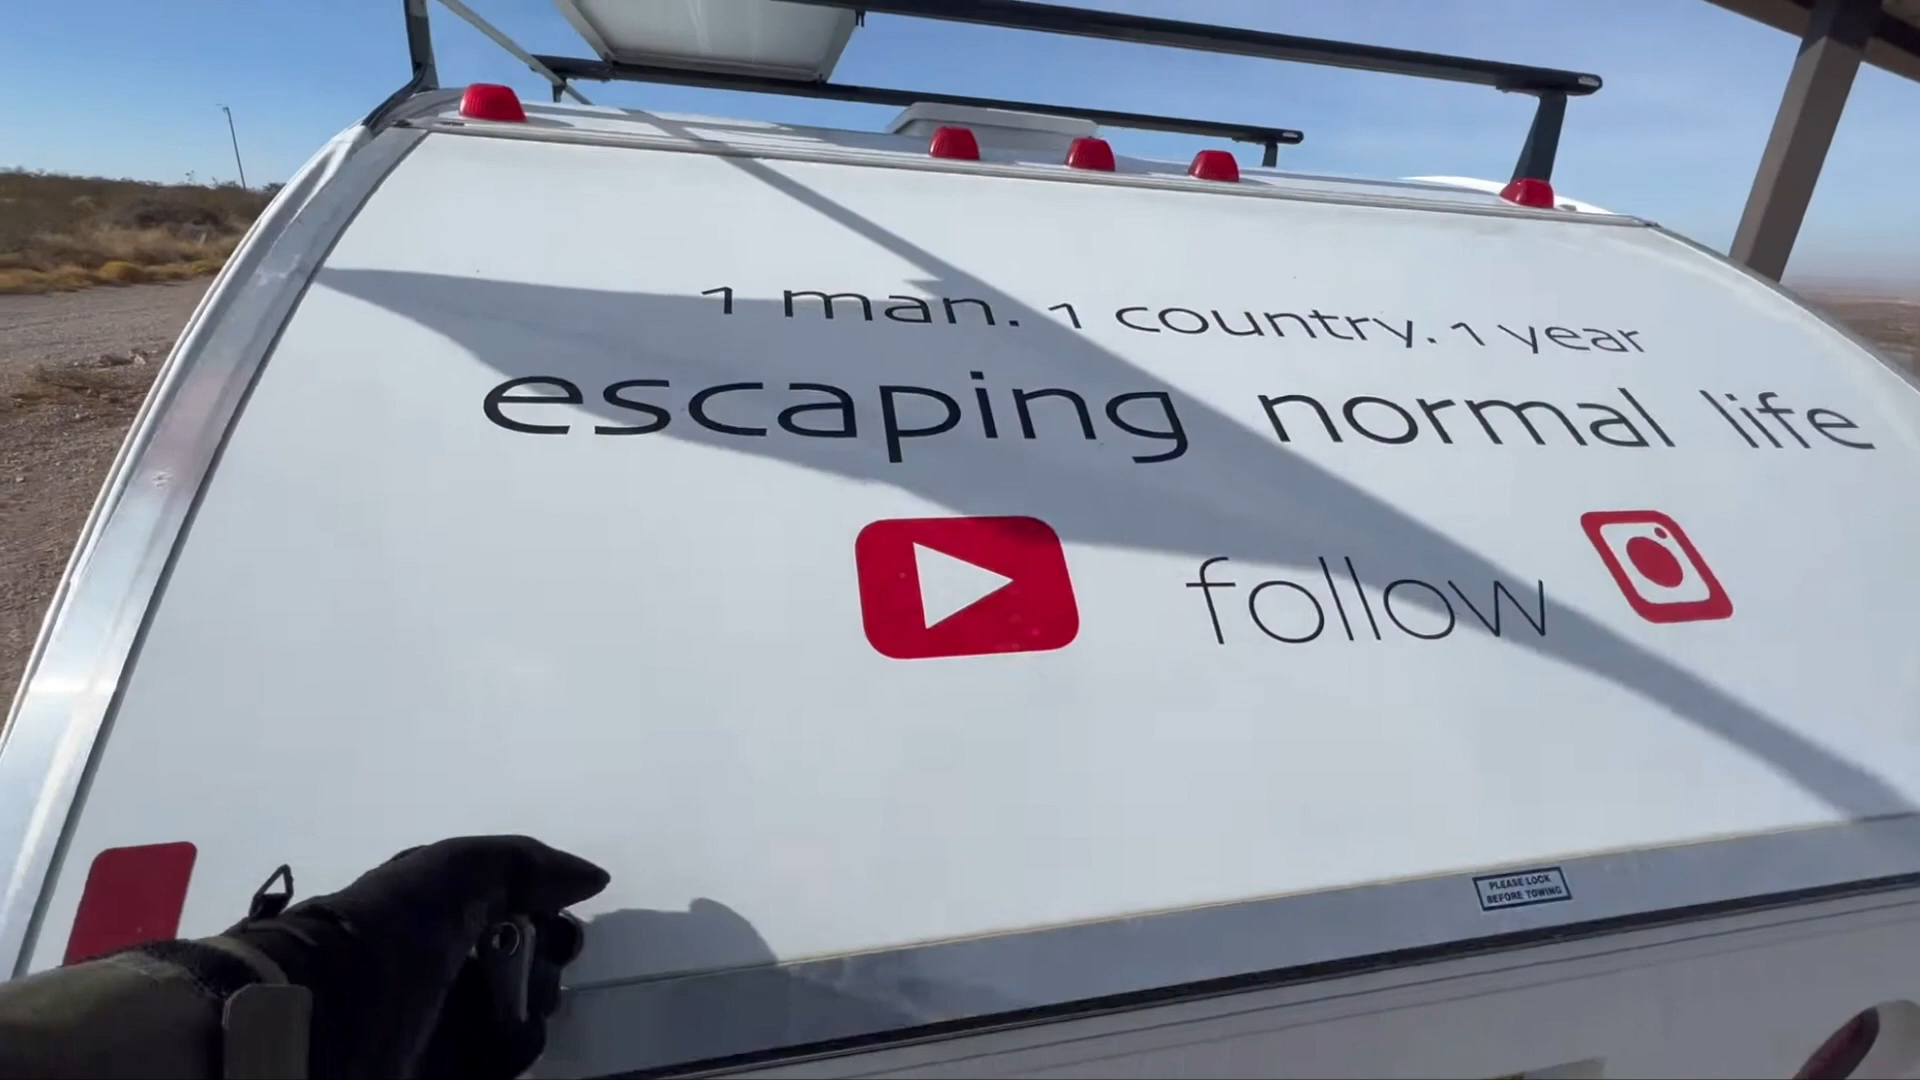 1 man. 1 country. 1 year
escaping normal life
follow
PLEASE LOCK
BEFORE TOWING